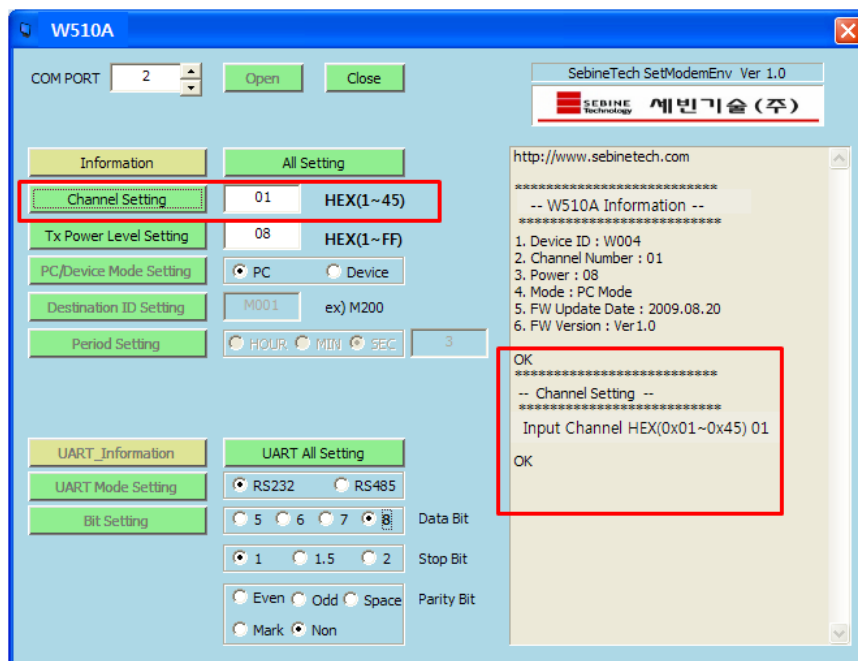 W510A
COM PORT 2 Open Close
SebineTech SetModemEnv Ver 1.0
SEBINE Technology 세빈기술(주)
Information All Setting
Channel Setting 01 HEX(1~45)
Tx Power Level Setting 08 HEX(1~FF)
PC/Device Mode Setting PC Device
Destination ID Setting M001 ex) M200
Period Setting HOUR MIN SEC 3
UART_Information UART All Setting
UART Mode Setting RS232 RS485
Bit Setting 5 6 7 8 Data Bit
1 1.5 2 Stop Bit
Even Odd Space Parity Bit
Mark Non
http://www.sebinetech.com
**************************
-- W510A Information --
**************************
1. Device ID : W004
2. Channel Number : 01
3. Power : 08
4. Mode : PC Mode
5. FW Update Date : 2009.08.20
6. FW Version : Ver1.0
OK
**************************
-- Channel Setting --
**************************
Input Channel HEX(0x01~0x45) 01
OK